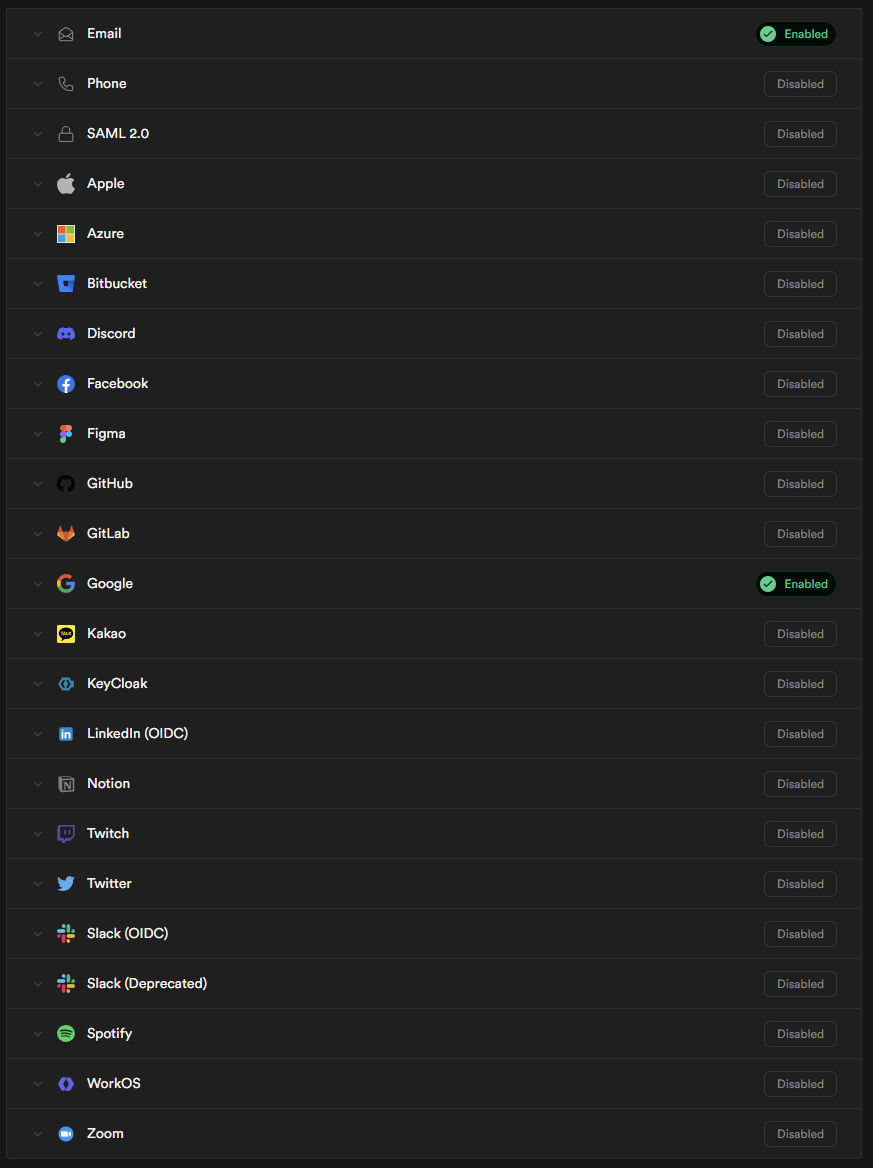 Email Enabled
Phone Disabled
SAML 2.0 Disabled
Apple Disabled
Azure Disabled
Bitbucket Disabled
Discord Disabled
Facebook Disabled
Figma Disabled
GitHub Disabled
GitLab Disabled
Google Enabled
Kakao Disabled
KeyCloak Disabled
LinkedIn (OIDC) Disabled
Notion Disabled
Twitch Disabled
Twitter Disabled
Slack (OIDC) Disabled
Slack (Deprecated) Disabled
Spotify Disabled
WorkOS Disabled
Zoom Disabled